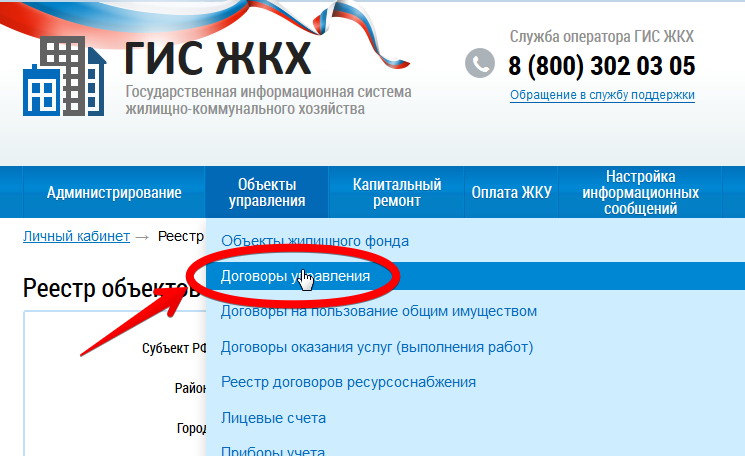 ГИС ЖКХ
Государственная информационная система
жилищно-коммунального хозяйства
Служба оператора ГИС ЖКХ
8 (800) 302 03 05
Обращение в службу поддержки
Администрирование
Объекты
управления
Капитальный
ремонт
Оплата ЖКУ
Настройка
информационных
сообщений
Личный кабинет → Реестр
Объекты жилищного фонда
Договоры управления
Реестр объектов
Договоры на пользование общим имуществом
Субъект РФ
Договоры оказания услуг (выполнения работ)
Район
Реестр договоров ресурсоснабжения
Город
Лицевые счета
Приборы учета